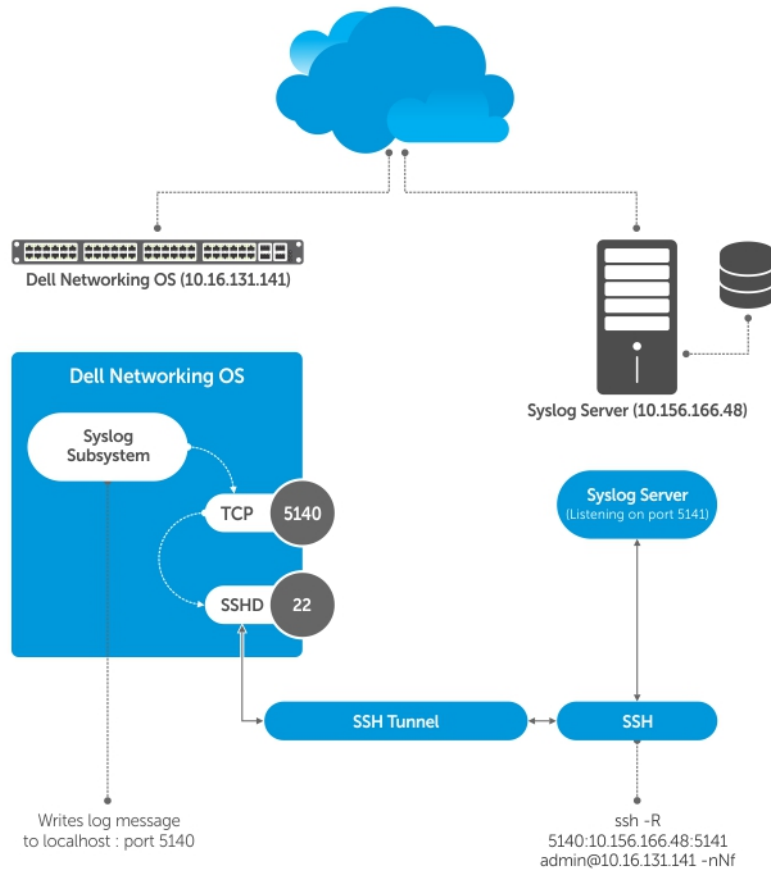 Dell Networking OS (10.16.131.141)
Syslog Server (10.156.166.48)
Dell Networking OS
Syslog
Subsystem
TCP
5140
SSHD
22
Syslog Server
(Listening on port 5141)
SSH Tunnel
SSH
Writes log message
to localhost : port 5140
ssh -R
5140:10.156.166.48:5141
admin@10.16.131.141 -nNf